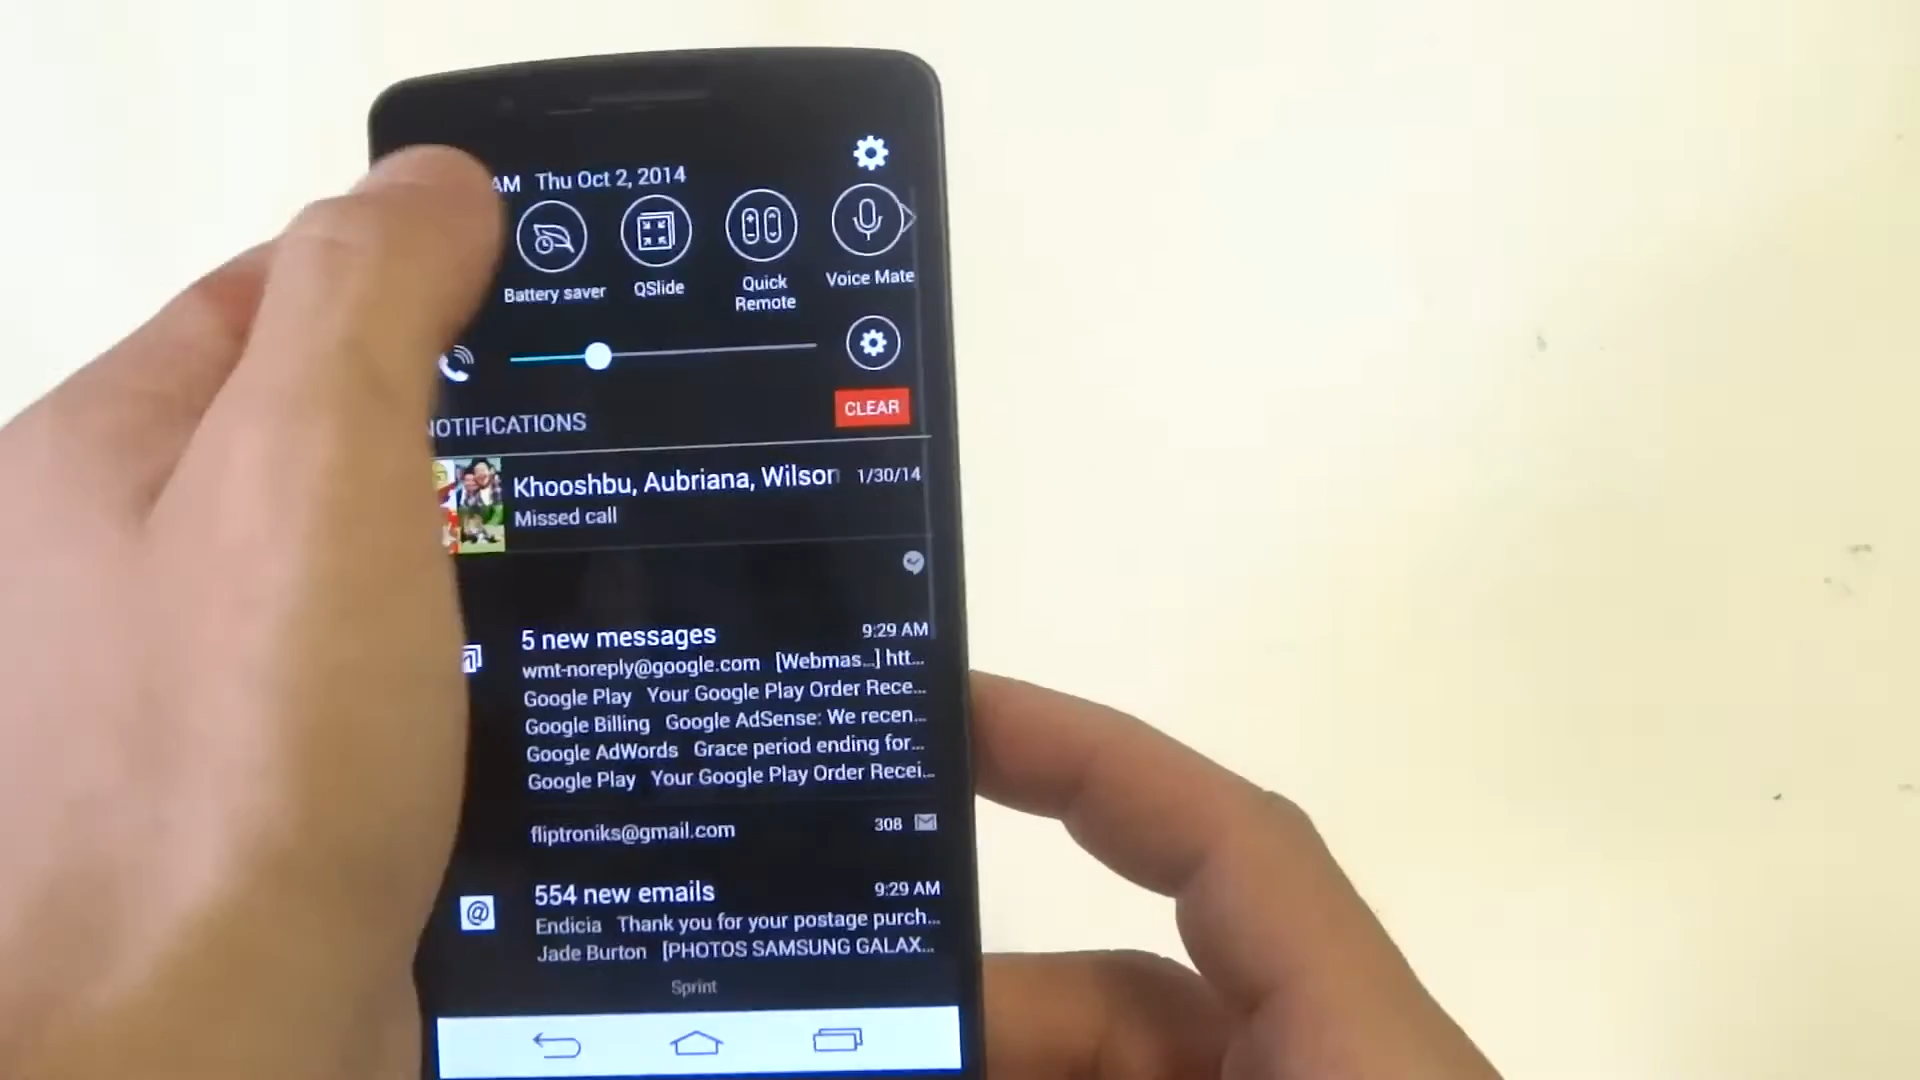 AM Thu Oct 2, 2014
Battery saver
QSlide
Quick
Remote
Voice Mate
NOTIFICATIONS
CLEAR
Khooshbu, Aubriana, Wilson 1/30/14
Missed call
5 new messages 9:29 AM
wmt-noreply@google.com [Webmas...] htt...
Google Play Your Google Play Order Rece...
Google Billing Google AdSense: We recen...
Google AdWords Grace period ending for...
Google Play Your Google Play Order Recei...
fliptroniks@gmail.com 308
554 new emails 9:29 AM
Endicia Thank you for your postage purch...
Jade Burton [PHOTOS SAMSUNG GALAX...
Sprint